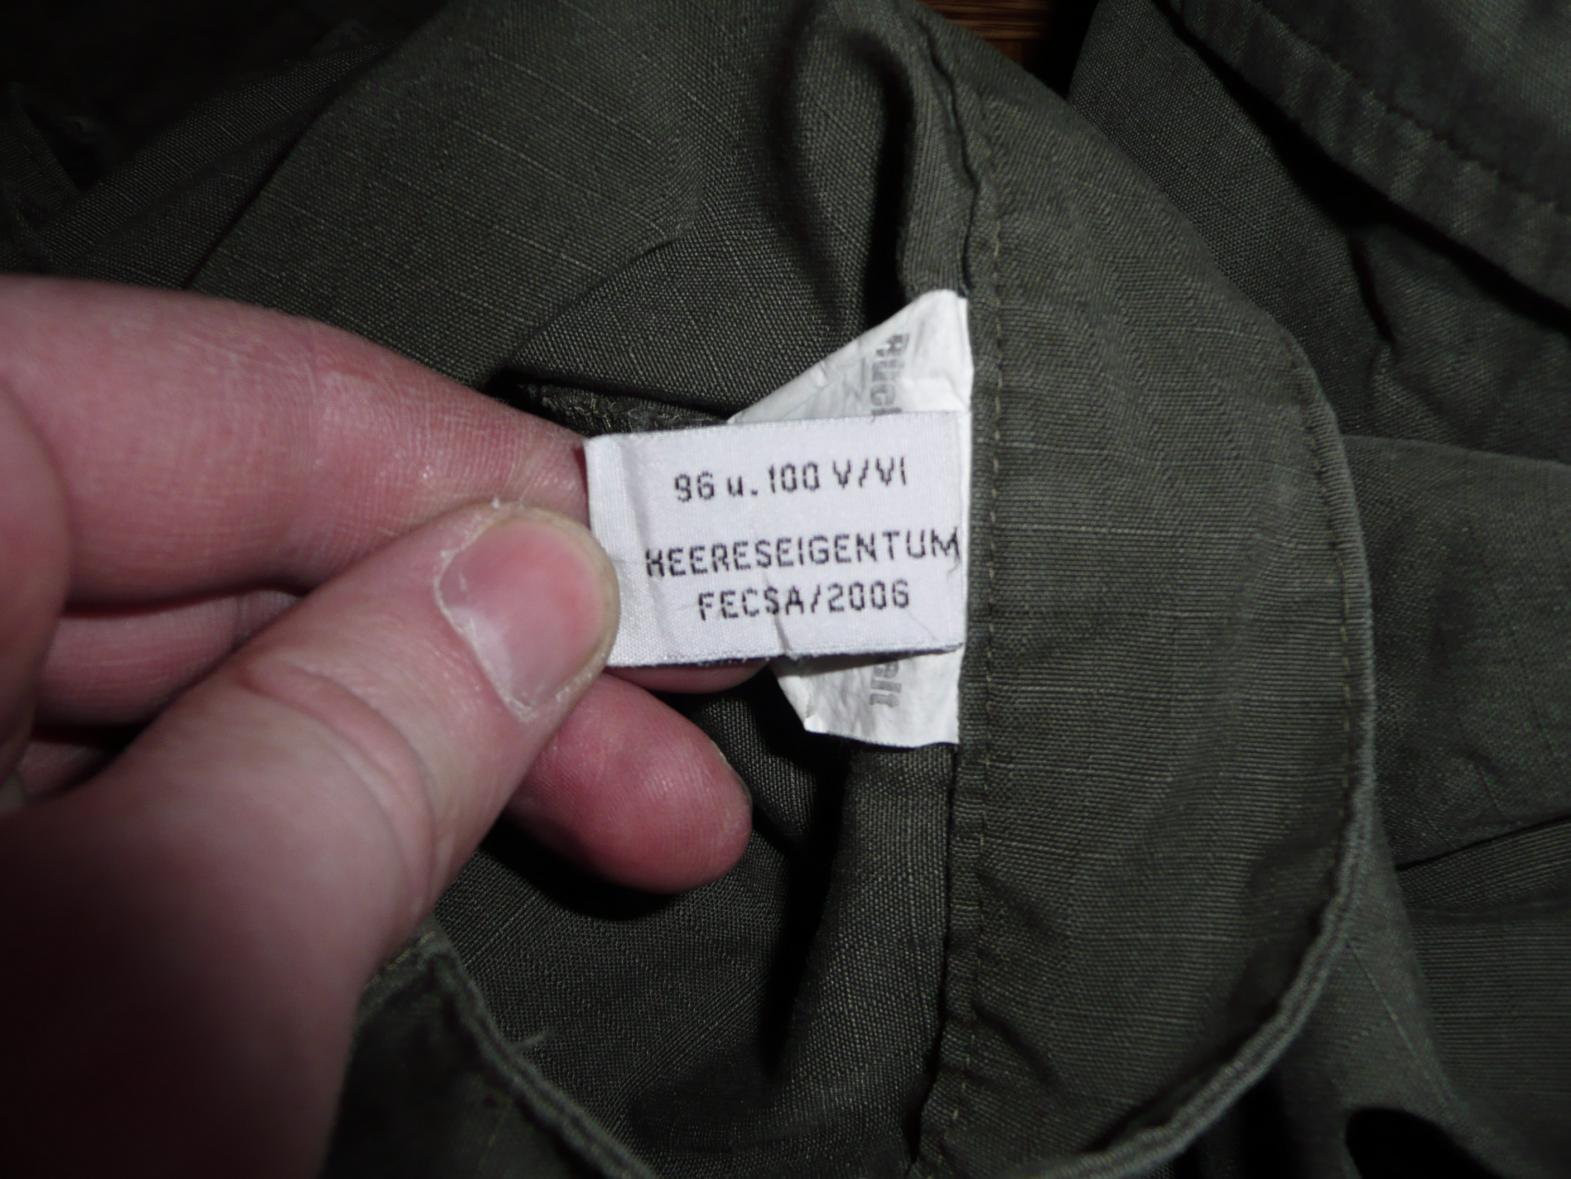 96 u. 100 V/VI
HEERESEIGENTUM
FECSA/2006